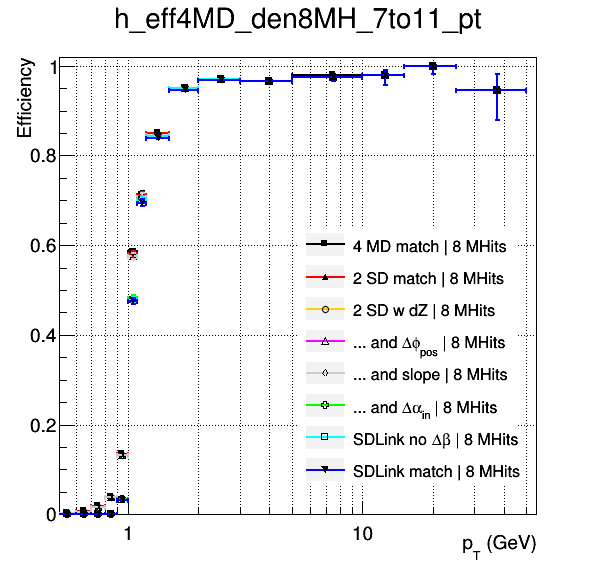 h_eff4MD_den8MH_7to11_pt
Efficiency
1
0.8
0.6
0.4
0.2
0
4 MD match | 8 MHits
2 SD match | 8 MHits
2 SD w dZ | 8 MHits
... and Δϕpos | 8 MHits
... and slope | 8 MHits
... and Δαin | 8 MHits
SDLink no Δβ | 8 MHits
SDLink match | 8 MHits
1 10
pT (GeV)